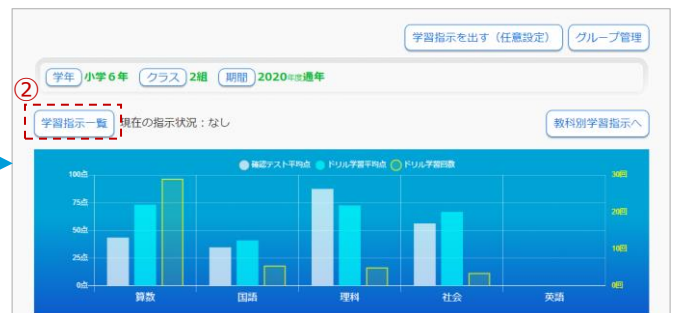 学習指示を出す（任意設定） グループ管理
学年 小学6年 クラス 2組 期間 2020年度通年
②
学習指示一覧 現在の指示状況：なし 教科別学習指示へ
確認テスト平均点 ドリル学習平均点 ドリル学習回数
100点 30回
75点
20回
50点
10回
25点
0点 0回
算数 国語 理科 社会 英語